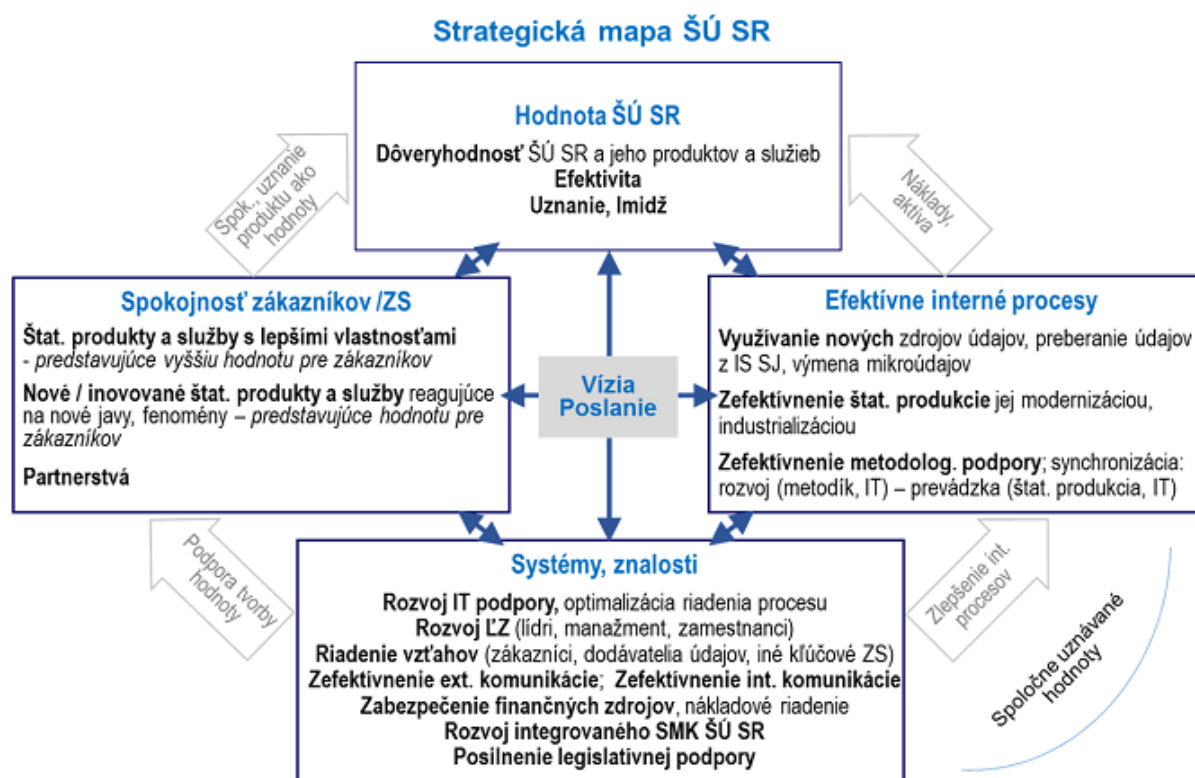 Strategická mapa ŠÚ SR
Hodnota ŠÚ SR
Dôveryhodnosť ŠÚ SR a jeho produktov a služieb
Efektivita
Uznanie, Imidž
Spok., uznanie
produktu ako
hodnoty
Náklady,
aktíva
Spokojnosť zákazníkov /ZS
Štat. produkty a služby s lepšími vlastnosťami
- predstavujúce vyššiu hodnotu pre zákazníkov
Nové / inovované štat. produkty a služby reagujúce
na nové javy, fenomény – predstavujúce hodnotu pre
zákazníkov
Partnerstvá
Vízia
Poslanie
Efektívne interné procesy
Využívanie nových zdrojov údajov, preberanie údajov
z IS SJ, výmena mikroúdajov
Zefektívnenie štat. produkcie jej modernizáciou,
industrializáciou
Zefektívnenie metodolog. podpory; synchronizácia:
rozvoj (metodík, IT) – prevádzka (štat. produkcia, IT)
Podpora tvorby
hodnoty
Zlepšenie int.
procesov
Systémy, znalosti
Rozvoj IT podpory, optimalizácia riadenia procesu
Rozvoj ĽZ (lídri, manažment, zamestnanci)
Riadenie vzťahov (zákazníci, dodávatelia údajov, iné kľúčové ZS)
Zefektívnenie ext. komunikácie; Zefektívnenie int. komunikácie
Zabezpečenie finančných zdrojov, nákladové riadenie
Rozvoj integrovaného SMK ŠÚ SR
Posilnenie legislatívnej podpory
Spoločne uznávané
hodnoty